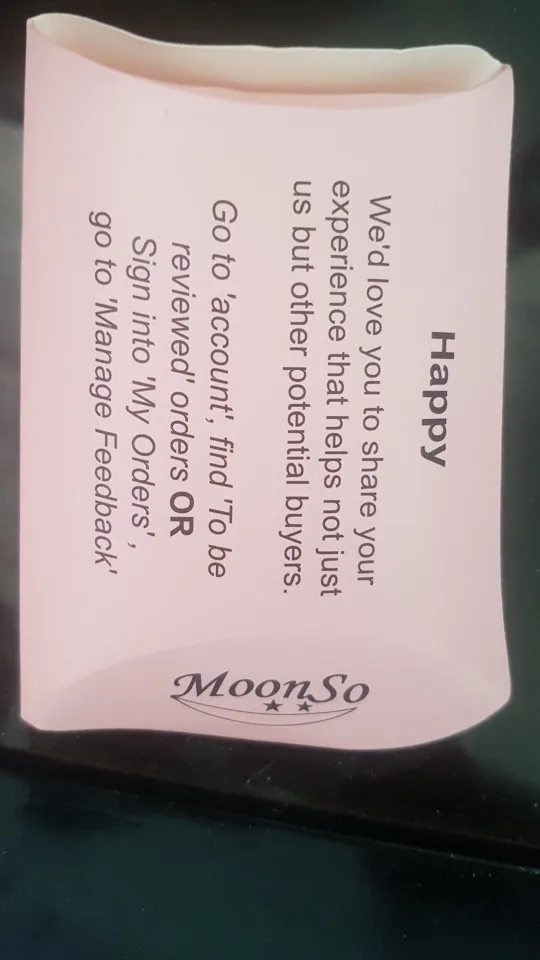 Happy
We'd love you to share your
experience that helps not just
us but other potential buyers.
Go to 'account', find 'To be
reviewed' orders OR
Sign into 'My Orders' ,
go to 'Manage Feedback'
MoonSo